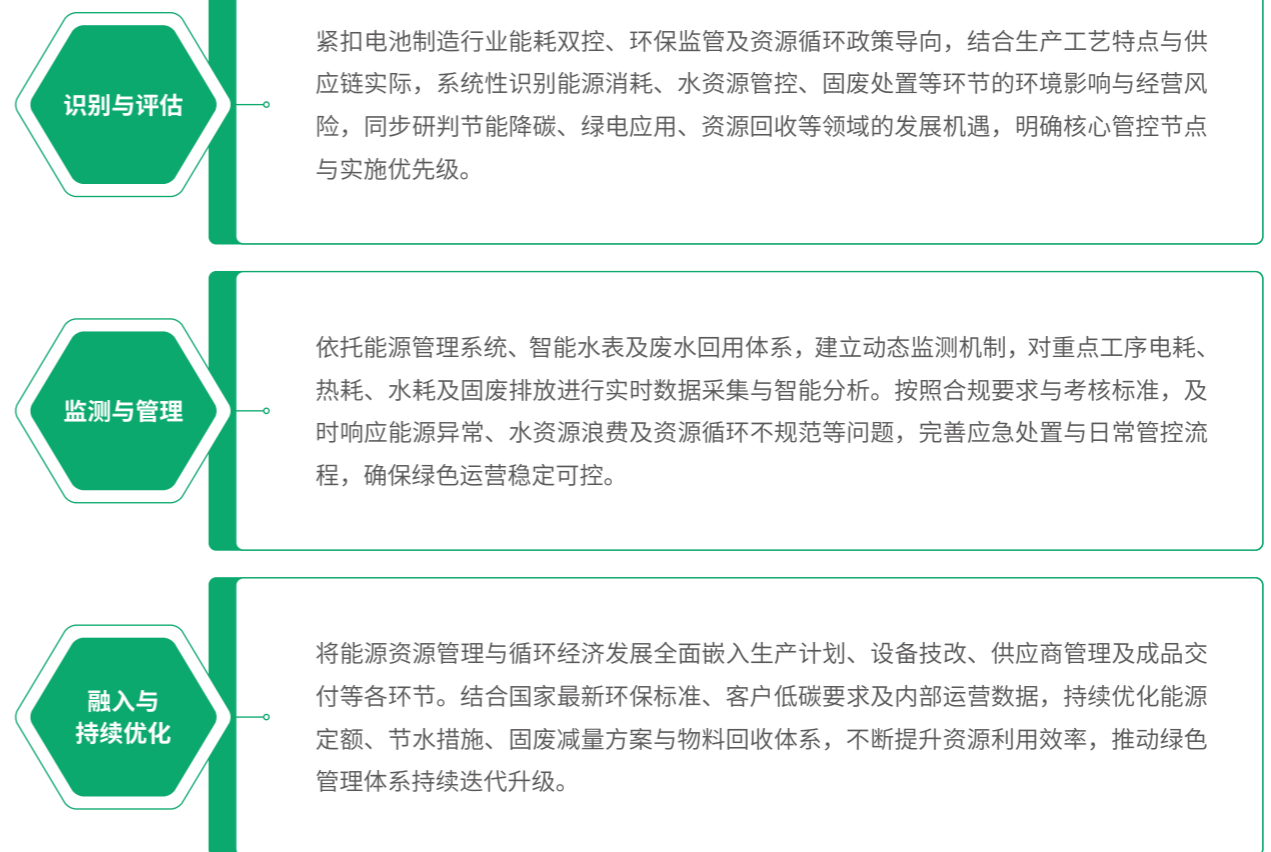 识别与评估
紧扣电池制造行业能耗双控、环保监管及资源循环政策导向，结合生产工艺特点与供
应链实际，系统性识别能源消耗、水资源管控、固废处置等环节的环境影响与经营风
险，同步研判节能降碳、绿电应用、资源回收等领域的发展机遇，明确核心管控节点
与实施优先级。
监测与管理
依托能源管理系统、智能水表及废水回用体系，建立动态监测机制，对重点工序电耗、
热耗、水耗及固废排放进行实时数据采集与智能分析。按照合规要求与考核标准，及
时响应能源异常、水资源浪费及资源循环不规范等问题，完善应急处置与日常管控流
程，确保绿色运营稳定可控。
融入与
持续优化
将能源资源管理与循环经济发展全面嵌入生产计划、设备技改、供应商管理及成品交
付等各环节。结合国家最新环保标准、客户低碳要求及内部运营数据，持续优化能源
定额、节水措施、固废减量方案与物料回收体系，不断提升资源利用效率，推动绿色
管理体系持续迭代升级。